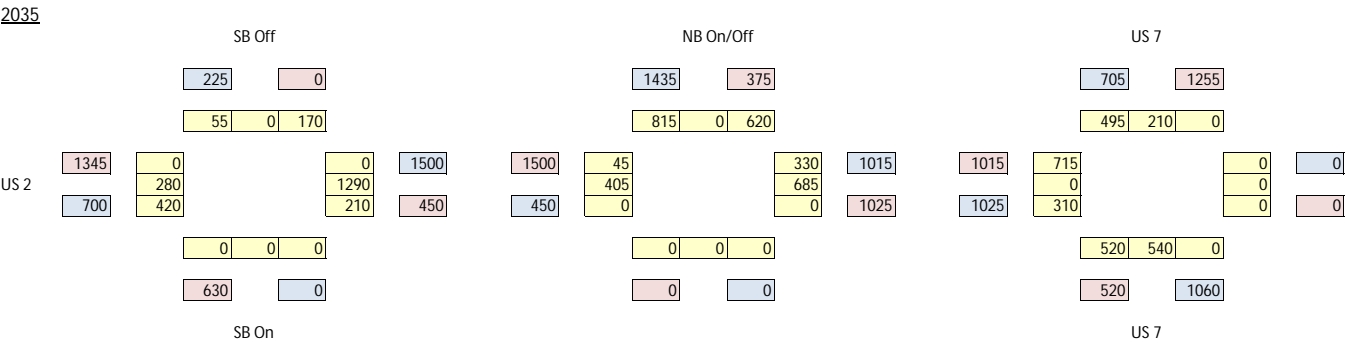 2035
SB Off NB On/Off US 7
225 0 1435 375 705 1255
55 0 170 815 0 620 495 210 0
1345 0 0 1500 1500 45 330 1015 1015 715 0 0
US 2 280 1290 405 685 0 0
700 420 210 450 450 0 0 1025 1025 310 0 0
0 0 0 0 0 0 520 540 0
630 0 0 0 520 1060
SB On US 7